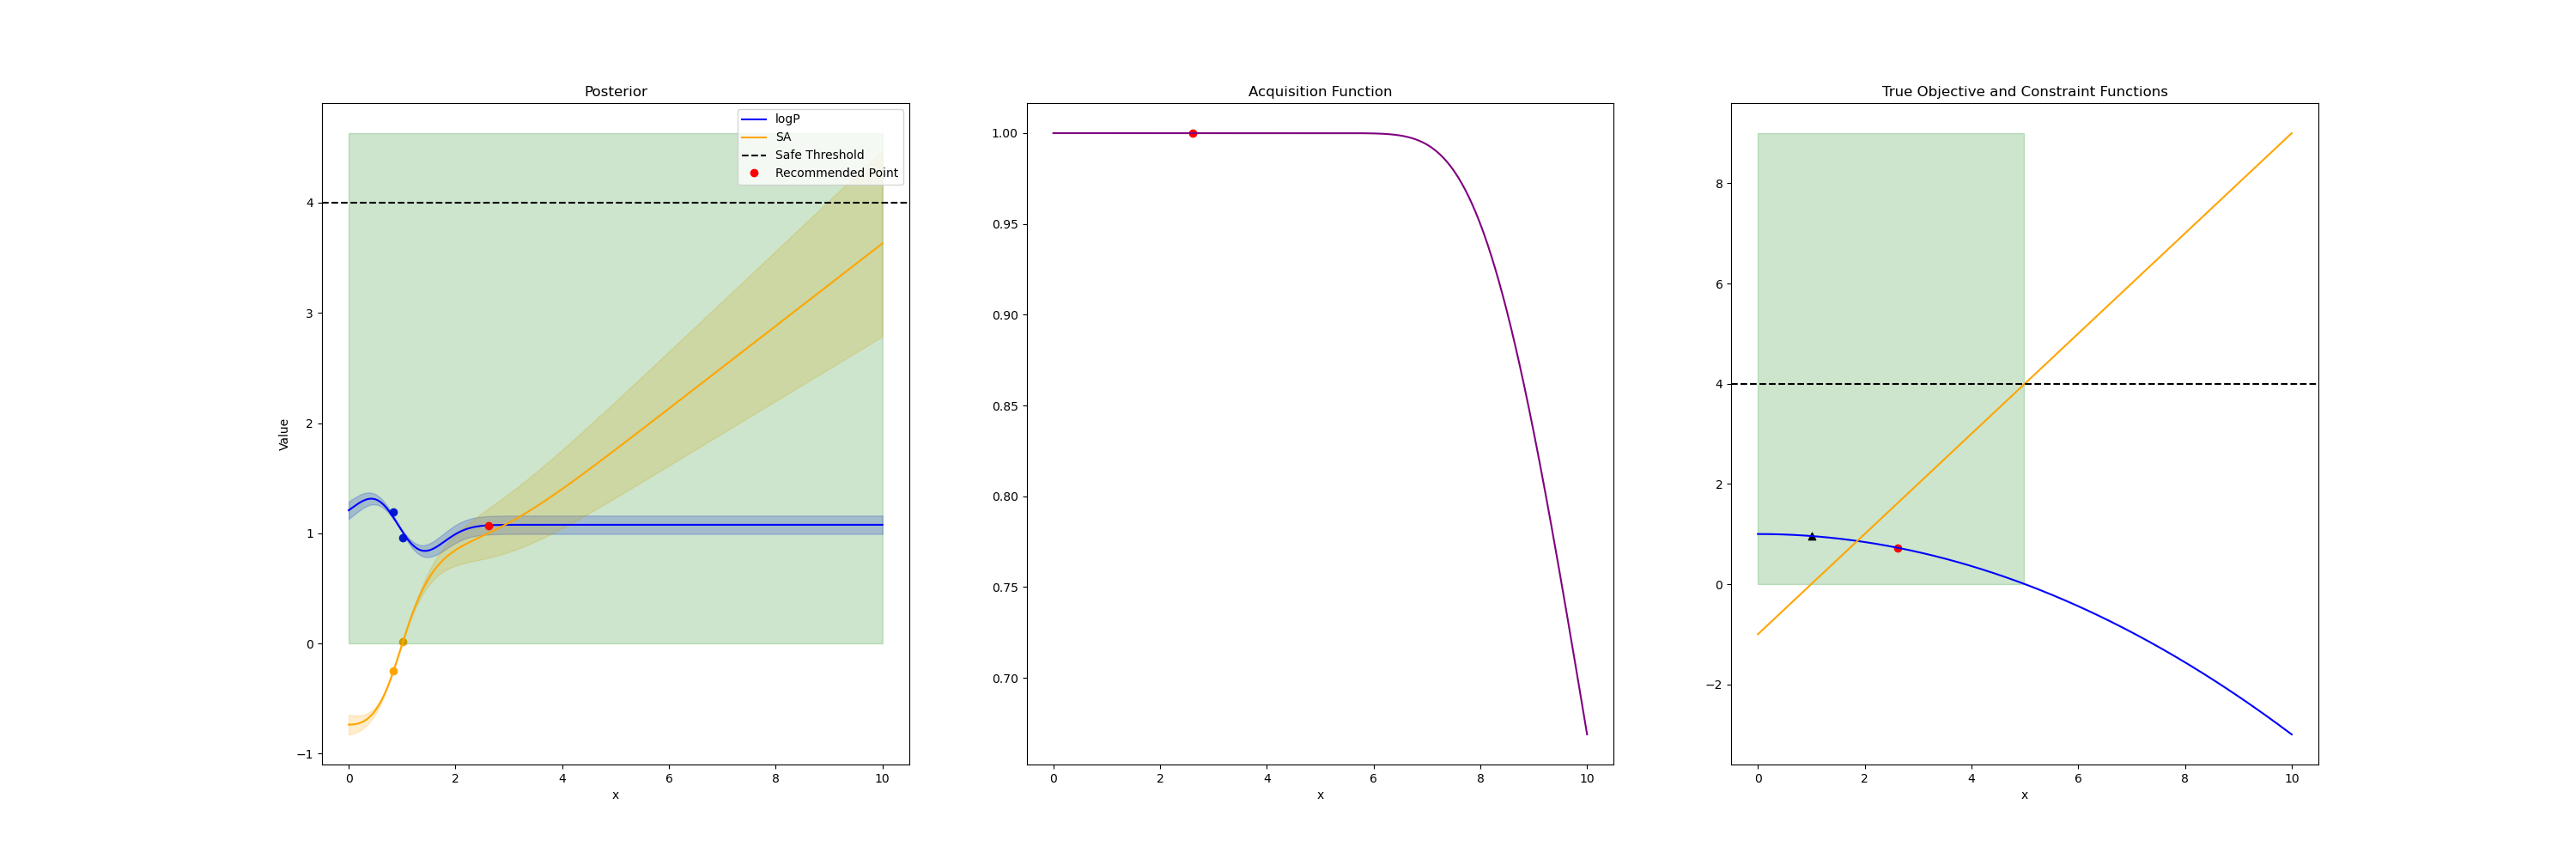 Posterior
logP
SA
Safe Threshold
Recommended Point
4
3
2
1
0
−1
Value
0 2 4 6 8 10
x
Acquisition Function
1.00
0.95
0.90
0.85
0.80
0.75
0.70
0 2 4 6 8 10
x
True Objective and Constraint Functions
8
6
4
2
0
−2
0 2 4 6 8 10
x